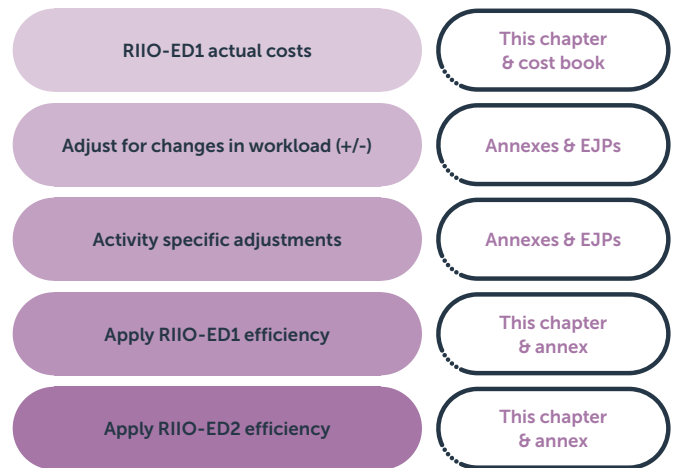 RIIO-ED1 actual costs
This chapter
& cost book
Adjust for changes in workload (+/-)
Annexes & EJPs
Activity specific adjustments
Annexes & EJPs
Apply RIIO-ED1 efficiency
This chapter
& annex
Apply RIIO-ED2 efficiency
This chapter
& annex